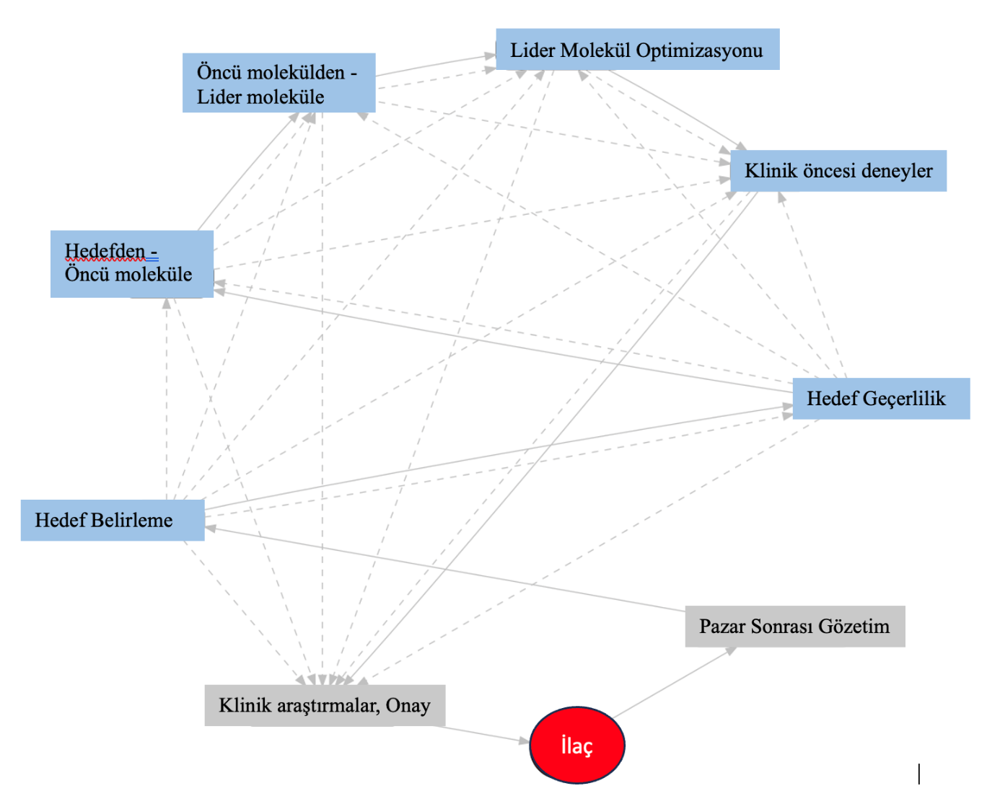 Lider Molekül Optimizasyonu
Öncü molekülden -
Lider moleküle
Klinik öncesi deneyler
Hedefden -
Öncü moleküle
Hedef Geçerlilik
Hedef Belirleme
Pazar Sonrası Gözetim
Klinik araştırmalar, Onay
İlaç